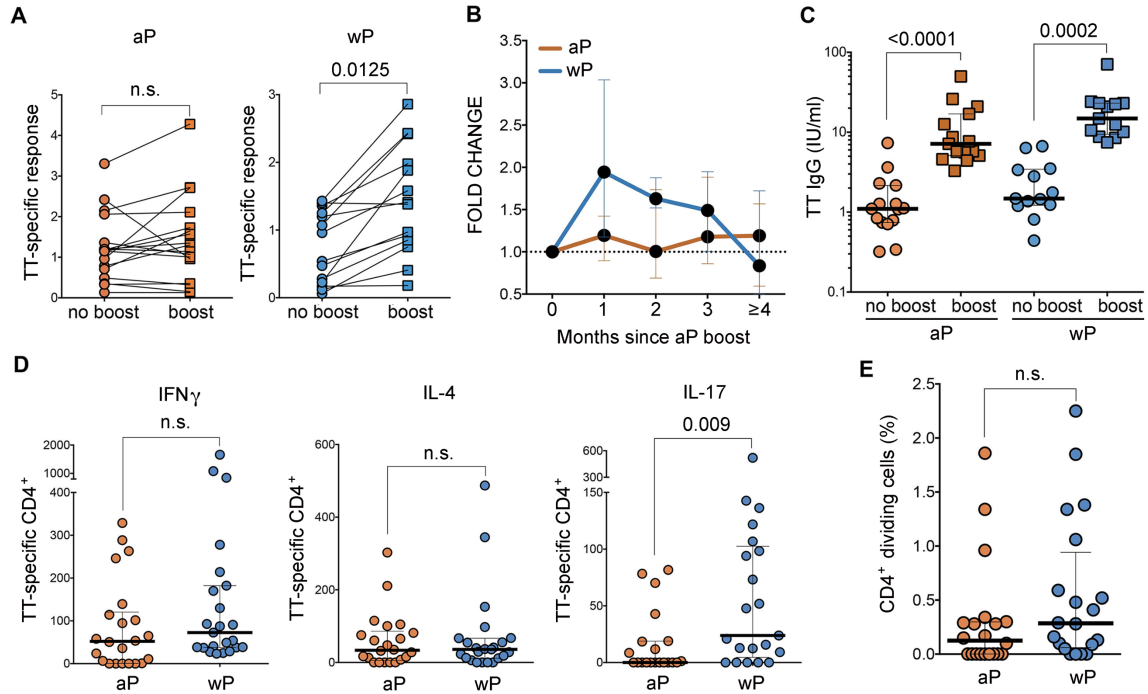 A
aP
wP
n.s.
0.0125
TT-specific response
5
4
3
2
1
0
no boost
boost
TT-specific response
3
2
1
0
no boost
boost
B
aP
wP
FOLD CHANGE
3.5
3.0
2.5
2.0
1.5
1.0
0.5
0
1
2
3
≥4
Months since aP boost
C
<0.0001
0.0002
TT IgG (IU/ml)
100
10
1
0.1
no boost
boost
no boost
boost
aP
wP
D
IFNγ
n.s.
TT-specific CD4+
2000
1000
400
300
200
100
0
aP
wP
IL-4
n.s.
TT-specific CD4+
600
400
200
0
aP
wP
IL-17
0.009
TT-specific CD4+
600
300
150
100
50
0
aP
wP
E
n.s.
CD4+ dividing cells (%)
2.5
2.0
1.5
1.0
0.5
0.0
aP
wP